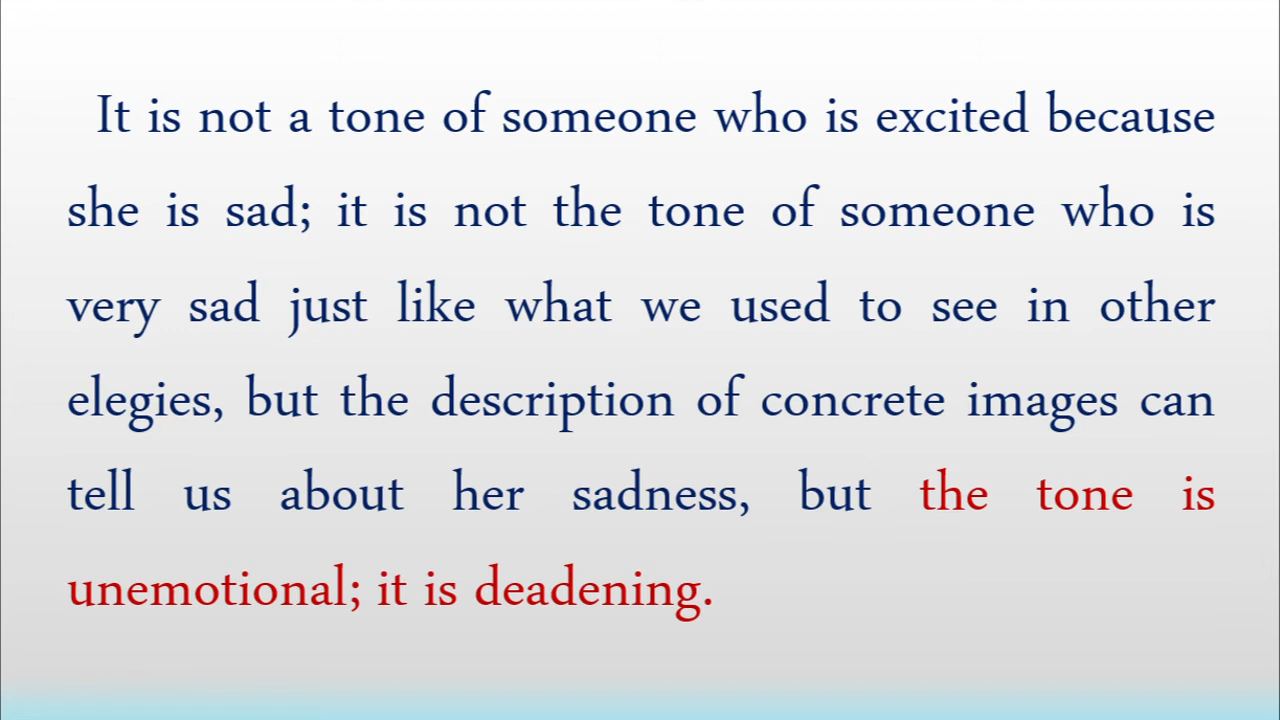 It is not a tone of someone who is excited because
she is sad; it is not the tone of someone who is
very sad just like what we used to see in other
elegies, but the description of concrete images can
tell us about her sadness, but the tone is
unemotional; it is deadening.